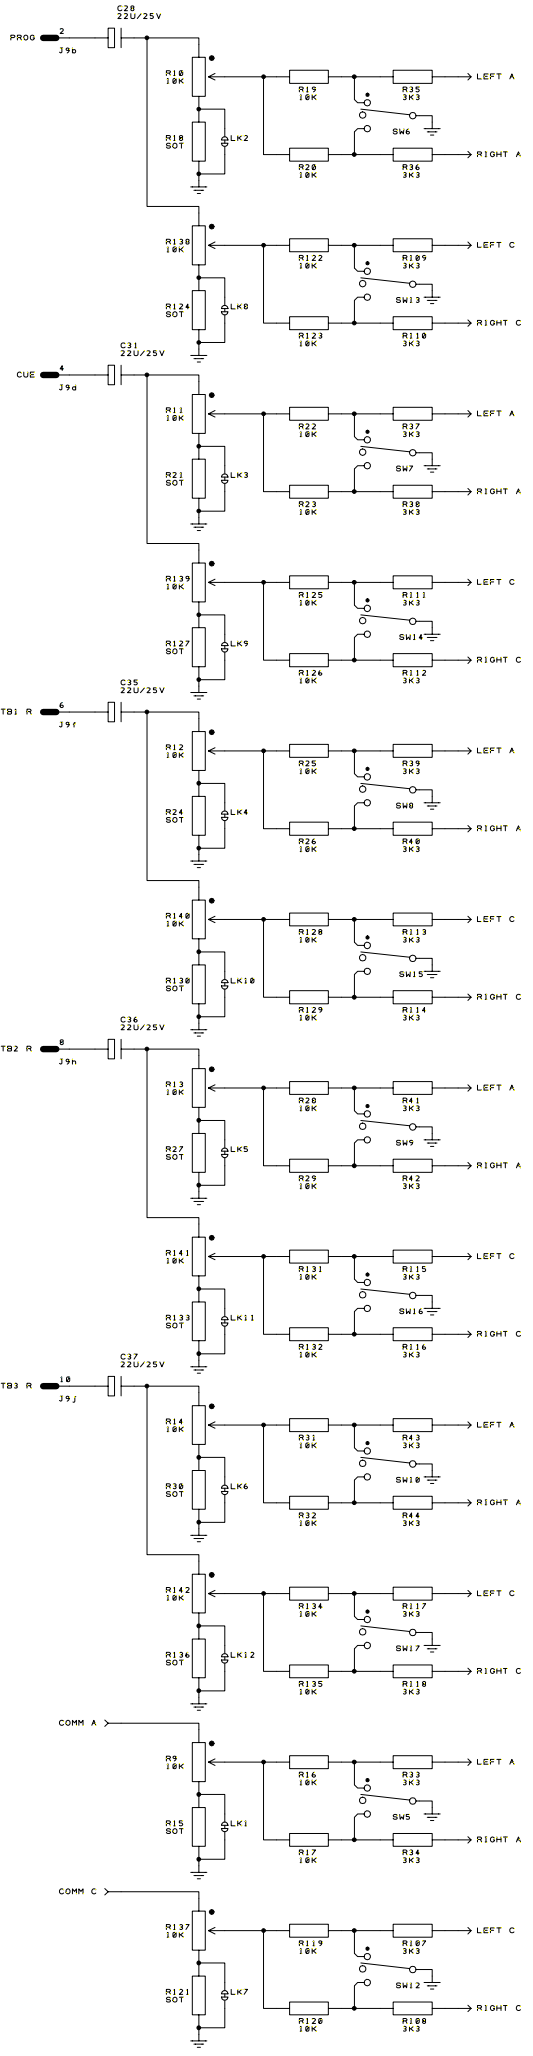 C28
22U/25V
PROG
2
J9b
R10
10K
R19
10K
R35
3K3
LEFT A
SW6
R18
SOT
LK2
R20
10K
R36
3K3
RIGHT A
R138
10K
R122
10K
R109
3K3
LEFT C
SW13
R124
SOT
LK8
R123
10K
R110
3K3
RIGHT C
C31
22U/25V
CUE
4
J9d
R11
10K
R22
10K
R37
3K3
LEFT A
SW7
R21
SOT
LK3
R23
10K
R38
3K3
RIGHT A
R139
10K
R125
10K
R111
3K3
LEFT C
SW14
R127
SOT
LK9
R126
10K
R112
3K3
RIGHT C
C35
22U/25V
TB1 R
6
J9f
R12
10K
R25
10K
R39
3K3
LEFT A
SW8
R24
SOT
LK4
R26
10K
R40
3K3
RIGHT A
R140
10K
R128
10K
R113
3K3
LEFT C
SW15
R130
SOT
LK10
R129
10K
R114
3K3
RIGHT C
C36
22U/25V
TB2 R
8
J9h
R13
10K
R28
10K
R41
3K3
LEFT A
SW9
R27
SOT
LK5
R29
10K
R42
3K3
RIGHT A
R141
10K
R131
10K
R115
3K3
LEFT C
SW16
R133
SOT
LK11
R132
10K
R116
3K3
RIGHT C
C37
22U/25V
TB3 R
10
J9j
R14
10K
R31
10K
R43
3K3
LEFT A
SW10
R30
SOT
LK6
R32
10K
R44
3K3
RIGHT A
R142
10K
R134
10K
R117
3K3
LEFT C
SW17
R136
SOT
LK12
R135
10K
R118
3K3
RIGHT C
COMM A
R9
10K
R16
10K
R33
3K3
LEFT A
SW5
R15
SOT
LK1
R17
10K
R34
3K3
RIGHT A
COMM C
R137
10K
R119
10K
R107
3K3
LEFT C
SW12
R121
SOT
LK7
R120
10K
R108
3K3
RIGHT C